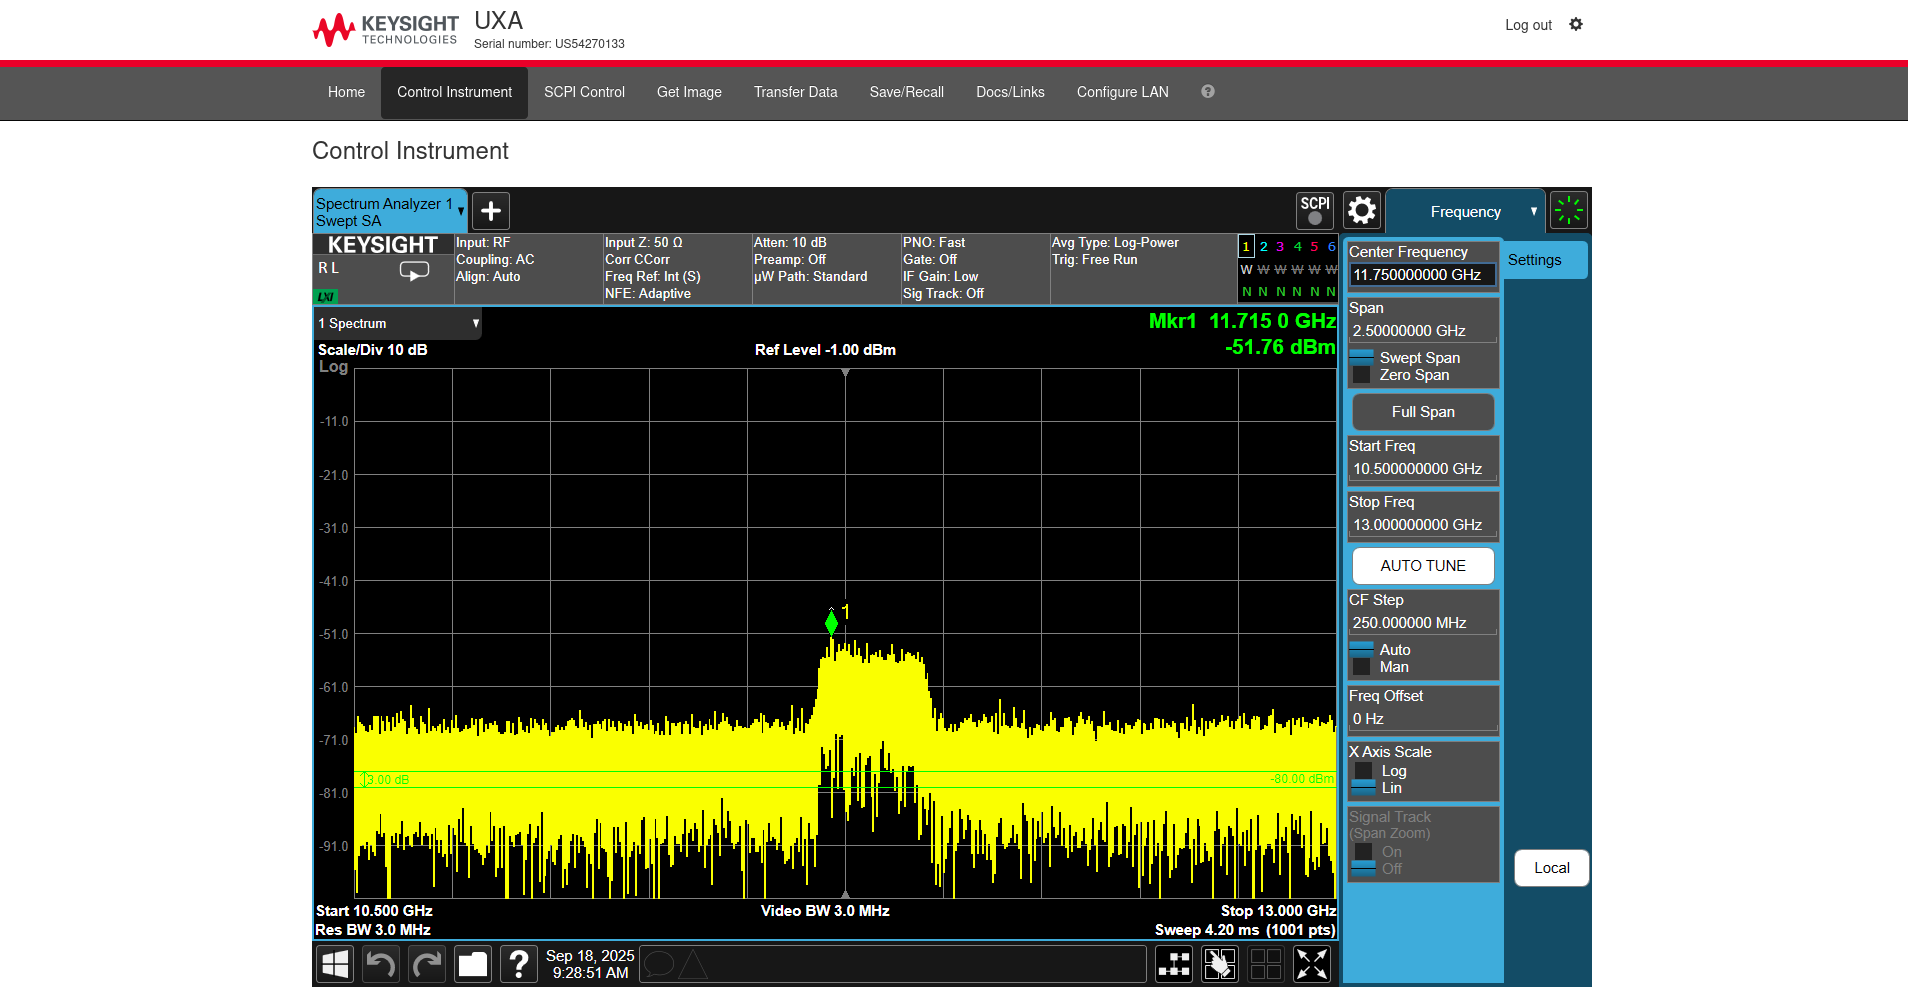 KEYSIGHT
TECHNOLOGIES
UXA
Serial number: US54270133
Log out
Home
Control Instrument
SCPI Control
Get Image
Transfer Data
Save/Recall
Docs/Links
Configure LAN
?
Control Instrument
Spectrum Analyzer 1
Swept SA
SCPI
Frequency
KEYSIGHT
R L
LXI
Input: RF
Coupling: AC
Align: Auto
Input Z: 50 Ω
Corr CCorr
Freq Ref: Int (S)
NFE: Adaptive
Atten: 10 dB
Preamp: Off
µW Path: Standard
PNO: Fast
Gate: Off
IF Gain: Low
Sig Track: Off
Avg Type: Log-Power
Trig: Free Run
1 2 3 4 5 6
W W W W W W
N N N N N N
1 Spectrum
Scale/Div 10 dB
Log
Ref Level -1.00 dBm
Mkr1 11.715 0 GHz
-51.76 dBm
-11.0
-21.0
-31.0
-41.0
-51.0
-61.0
-71.0
-81.0
-91.0
1
3.00 dB
-80.00 dBm
Start 10.500 GHz
Res BW 3.0 MHz
Video BW 3.0 MHz
Stop 13.000 GHz
Sweep 4.20 ms (1001 pts)
Center Frequency
11.750000000 GHz
Settings
Span
2.50000000 GHz
Swept Span
Zero Span
Full Span
Start Freq
10.500000000 GHz
Stop Freq
13.000000000 GHz
AUTO TUNE
CF Step
250.000000 MHz
Auto
Man
Freq Offset
0 Hz
X Axis Scale
Log
Lin
Signal Track
(Span Zoom)
On
Off
Local
?
Sep 18, 2025
9:28:51 AM